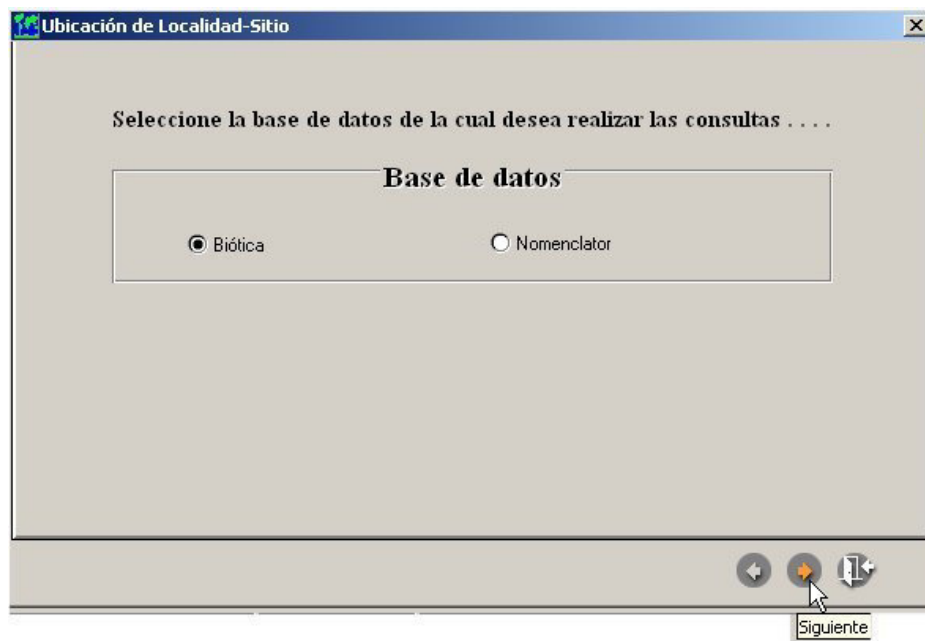 Ubicación de Localidad-Sitio
Seleccione la base de datos de la cual desea realizar las consultas . . . .
Base de datos
Biótica
Nomenclator
Siguiente